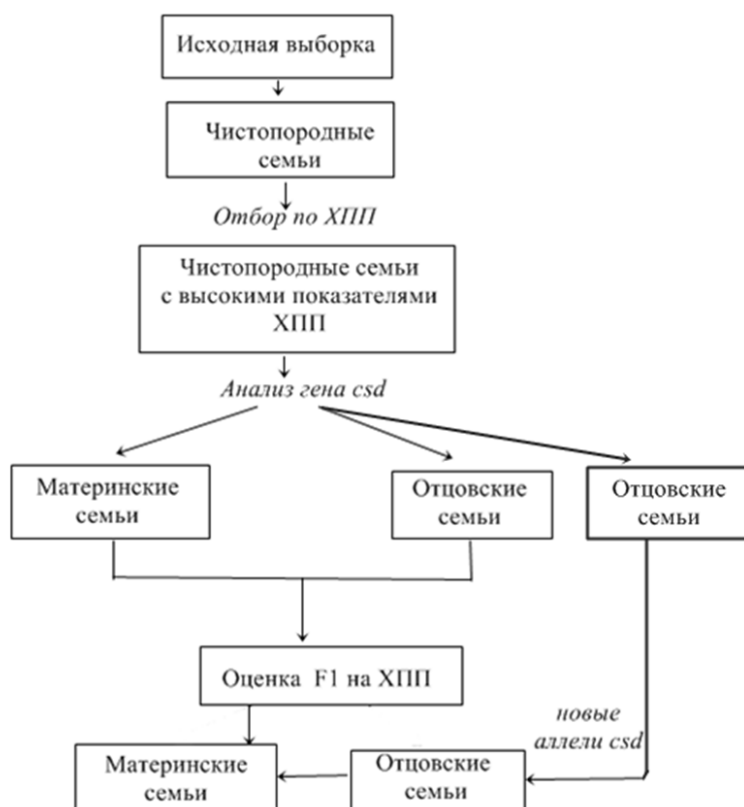 Исходная выборка
Чистопородные
семьи
Отбор по ХПП
Чистопородные семьи
с высокими показателями
ХПП
Анализ гена csd
Материнские
семьи
Отцовские
семьи
Отцовские
семьи
Оценка F1 на ХПП
новые
аллели csd
Материнские
семьи
Отцовские
семьи